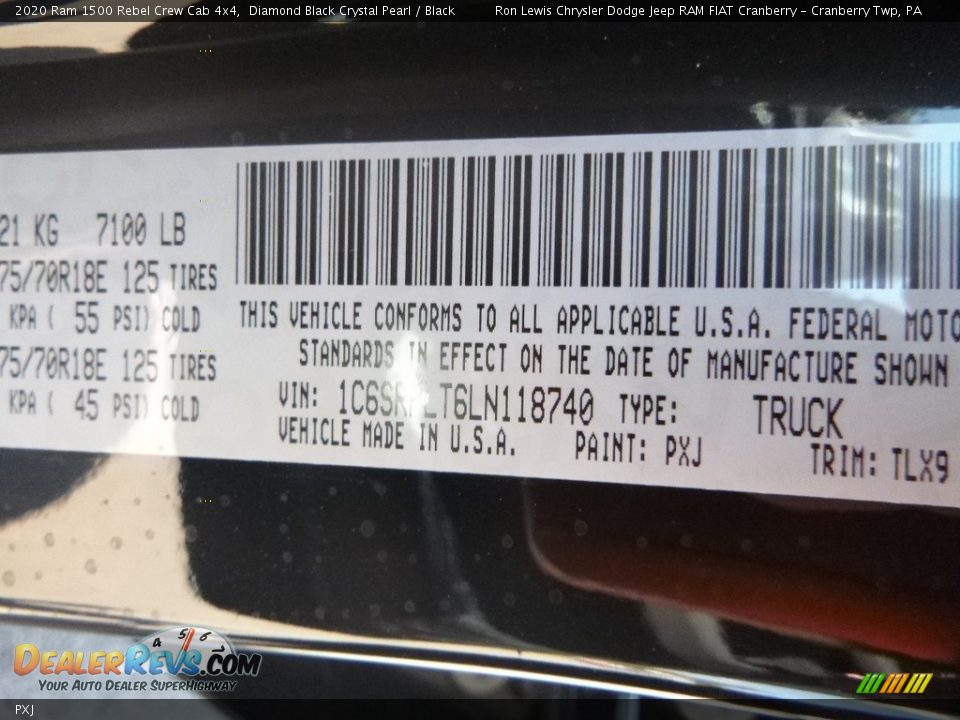 2020 Ram 1500 Rebel Crew Cab 4x4, Diamond Black Crystal Pearl / Black Ron Lewis Chrysler Dodge Jeep RAM FIAT Cranberry – Cranberry Twp, PA
21 KG 7100 LB
75/70R18E 125 TIRES
KPA ( 55 PSI) COLD
75/70R18E 125 TIRES
KPA ( 45 PSI) COLD
THIS VEHICLE CONFORMS TO ALL APPLICABLE U.S.A. FEDERAL MOTO
STANDARDS IN EFFECT ON THE DATE OF MANUFACTURE SHOWN
VIN: TYPE: TRUCK
VEHICLE MADE IN U.S.A. PAINT: PXJ TRIM: TLX9
DealerRevs.com
Your Auto Dealer SuperHighway
4 5 6
PXJ